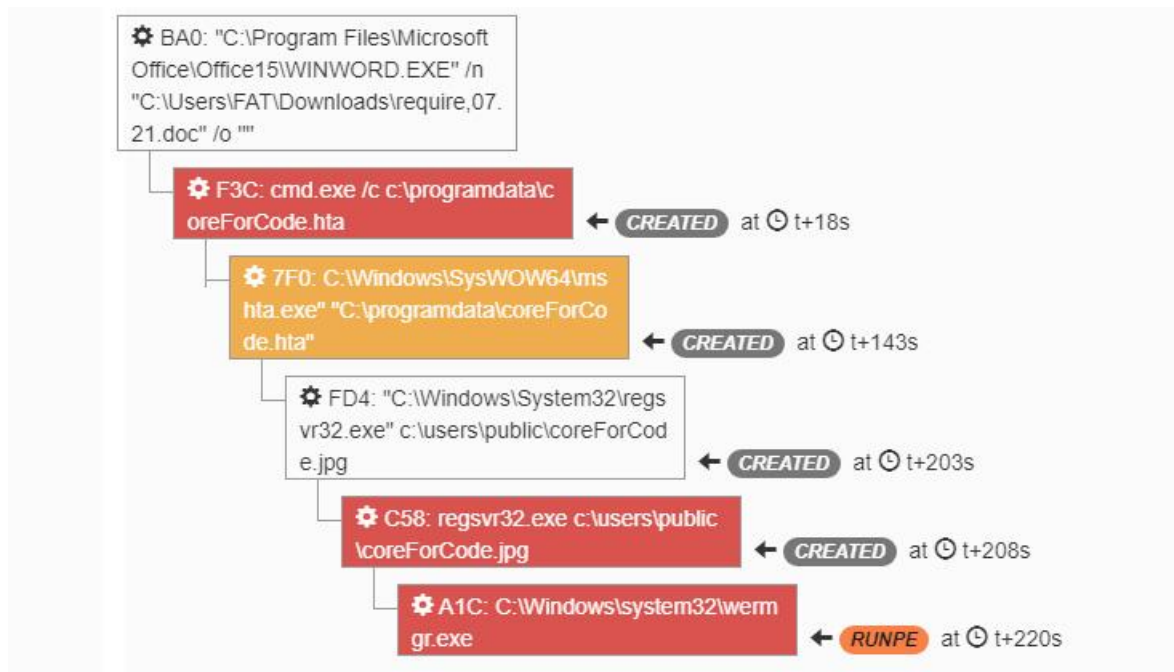 BA0: "C:\Program Files\Microsoft
Office\Office15\WINWORD.EXE" /n
"C:\Users\FAT\Downloads\require,07.
21.doc" /o ""
F3C: cmd.exe /c c:\programdata\c
oreForCode.hta
CREATED at t+18s
7F0: C:\Windows\SysWOW64\ms
hta.exe" "C:\programdata\coreForCo
de.hta"
CREATED at t+143s
FD4: "C:\Windows\System32\regs
vr32.exe" c:\users\public\coreForCod
e.jpg
CREATED at t+203s
C58: regsvr32.exe c:\users\public
\coreForCode.jpg
CREATED at t+208s
A1C: C:\Windows\system32\werm
gr.exe
RUNPE at t+220s